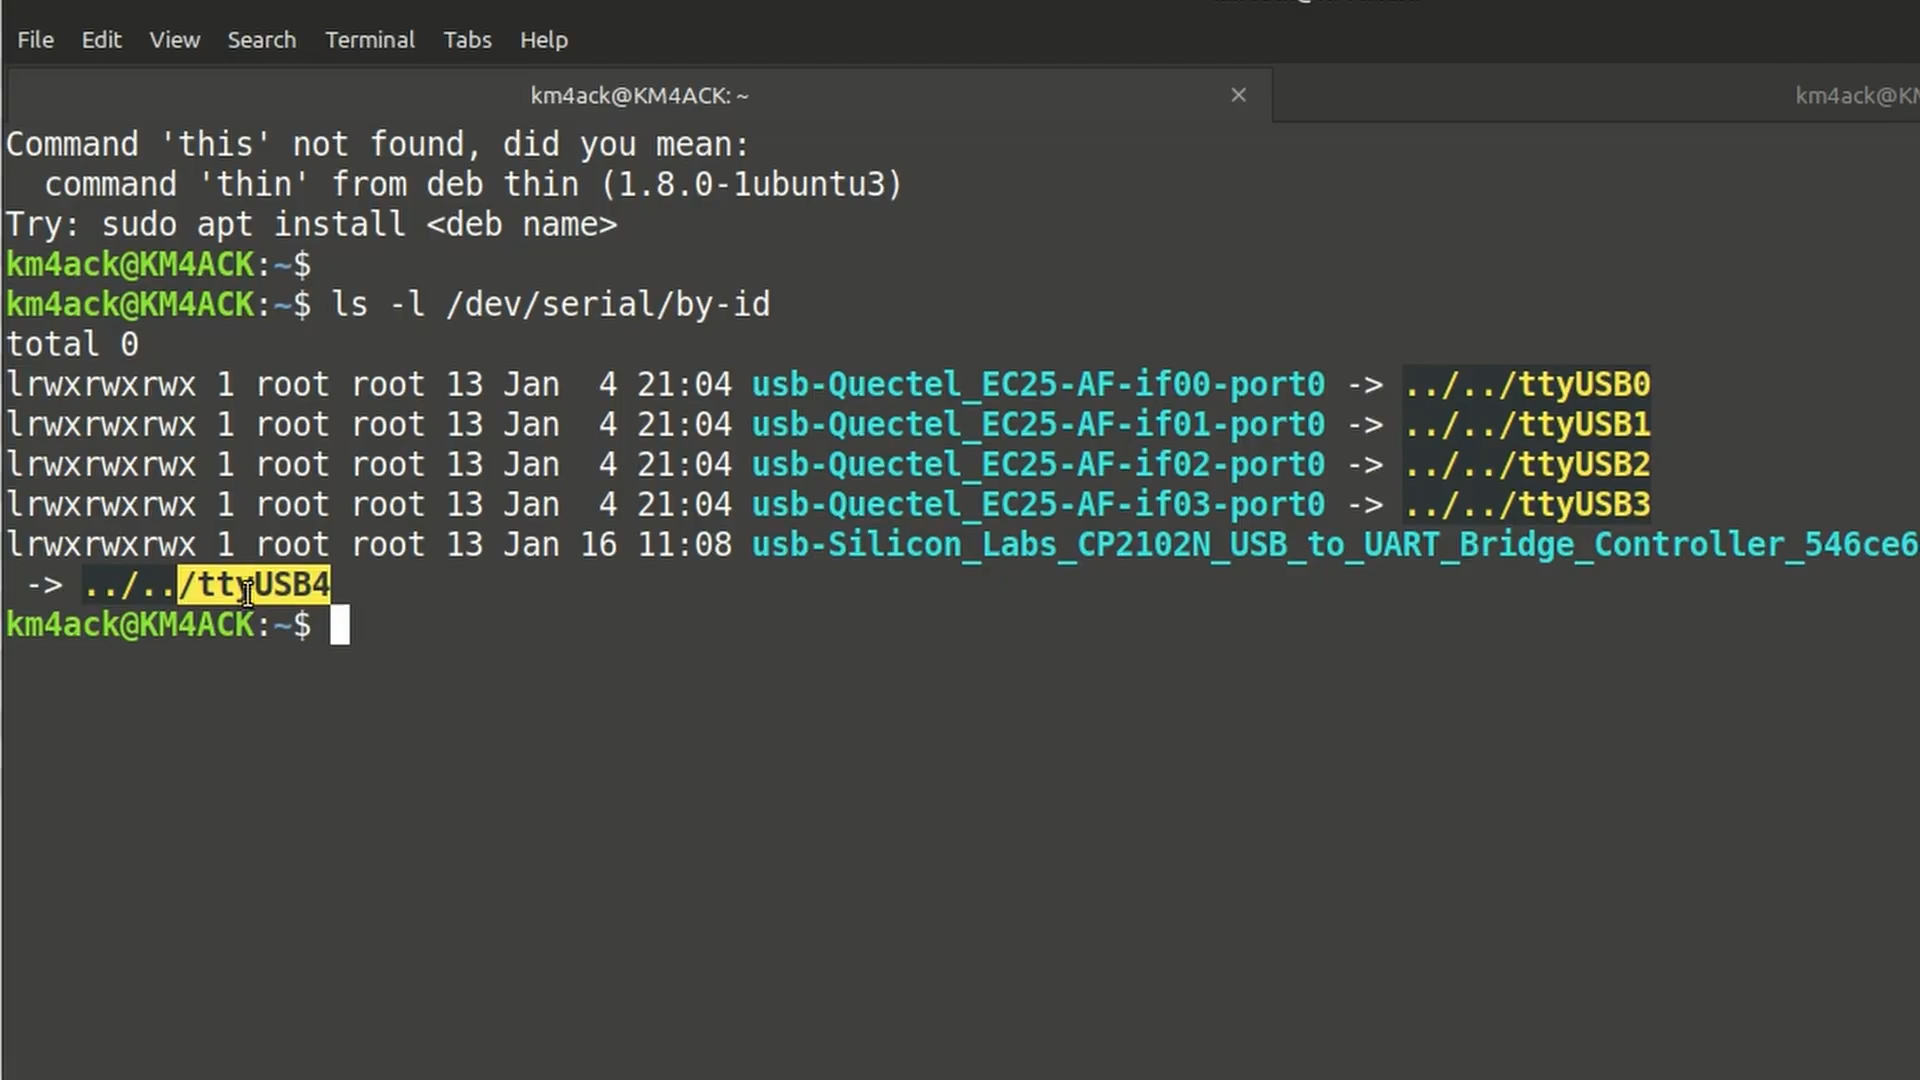 File Edit View Search Terminal Tabs Help
km4ack@KM4ACK: ~ × km4ack@KM
Command 'this' not found, did you mean:
command 'thin' from deb thin (1.8.0-1ubuntu3)
Try: sudo apt install <deb name>
km4ack@KM4ACK:~$
km4ack@KM4ACK:~$ ls -l /dev/serial/by-id
total 0
lrwxrwxrwx 1 root root 13 Jan  4 21:04 usb-Quectel_EC25-AF-if00-port0 -> ../../ttyUSB0
lrwxrwxrwx 1 root root 13 Jan  4 21:04 usb-Quectel_EC25-AF-if01-port0 -> ../../ttyUSB1
lrwxrwxrwx 1 root root 13 Jan  4 21:04 usb-Quectel_EC25-AF-if02-port0 -> ../../ttyUSB2
lrwxrwxrwx 1 root root 13 Jan  4 21:04 usb-Quectel_EC25-AF-if03-port0 -> ../../ttyUSB3
lrwxrwxrwx 1 root root 13 Jan 16 11:08 usb-Silicon_Labs_CP2102N_USB_to_UART_Bridge_Controller_546ce6
-> ../../ttyUSB4
km4ack@KM4ACK:~$